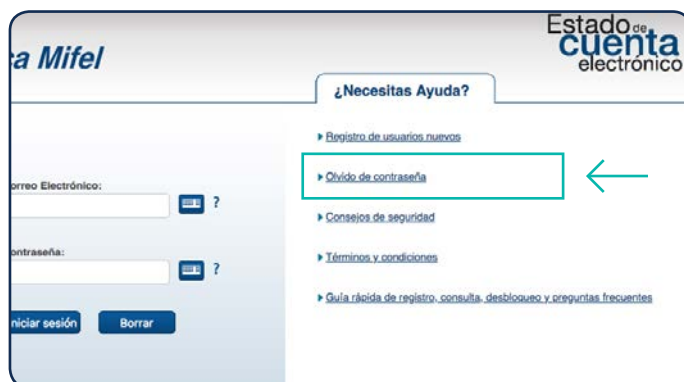 a Mifel
Estado de
cuenta
electrónico
¿Necesitas Ayuda?
Registro de usuarios nuevos
Olvido de contraseña
Consejos de seguridad
Términos y condiciones
Guía rápida de registro, consulta, desbloqueo y preguntas frecuentes
orreo Electrónico:
?
ontraseña:
?
niciar sesión
Borrar